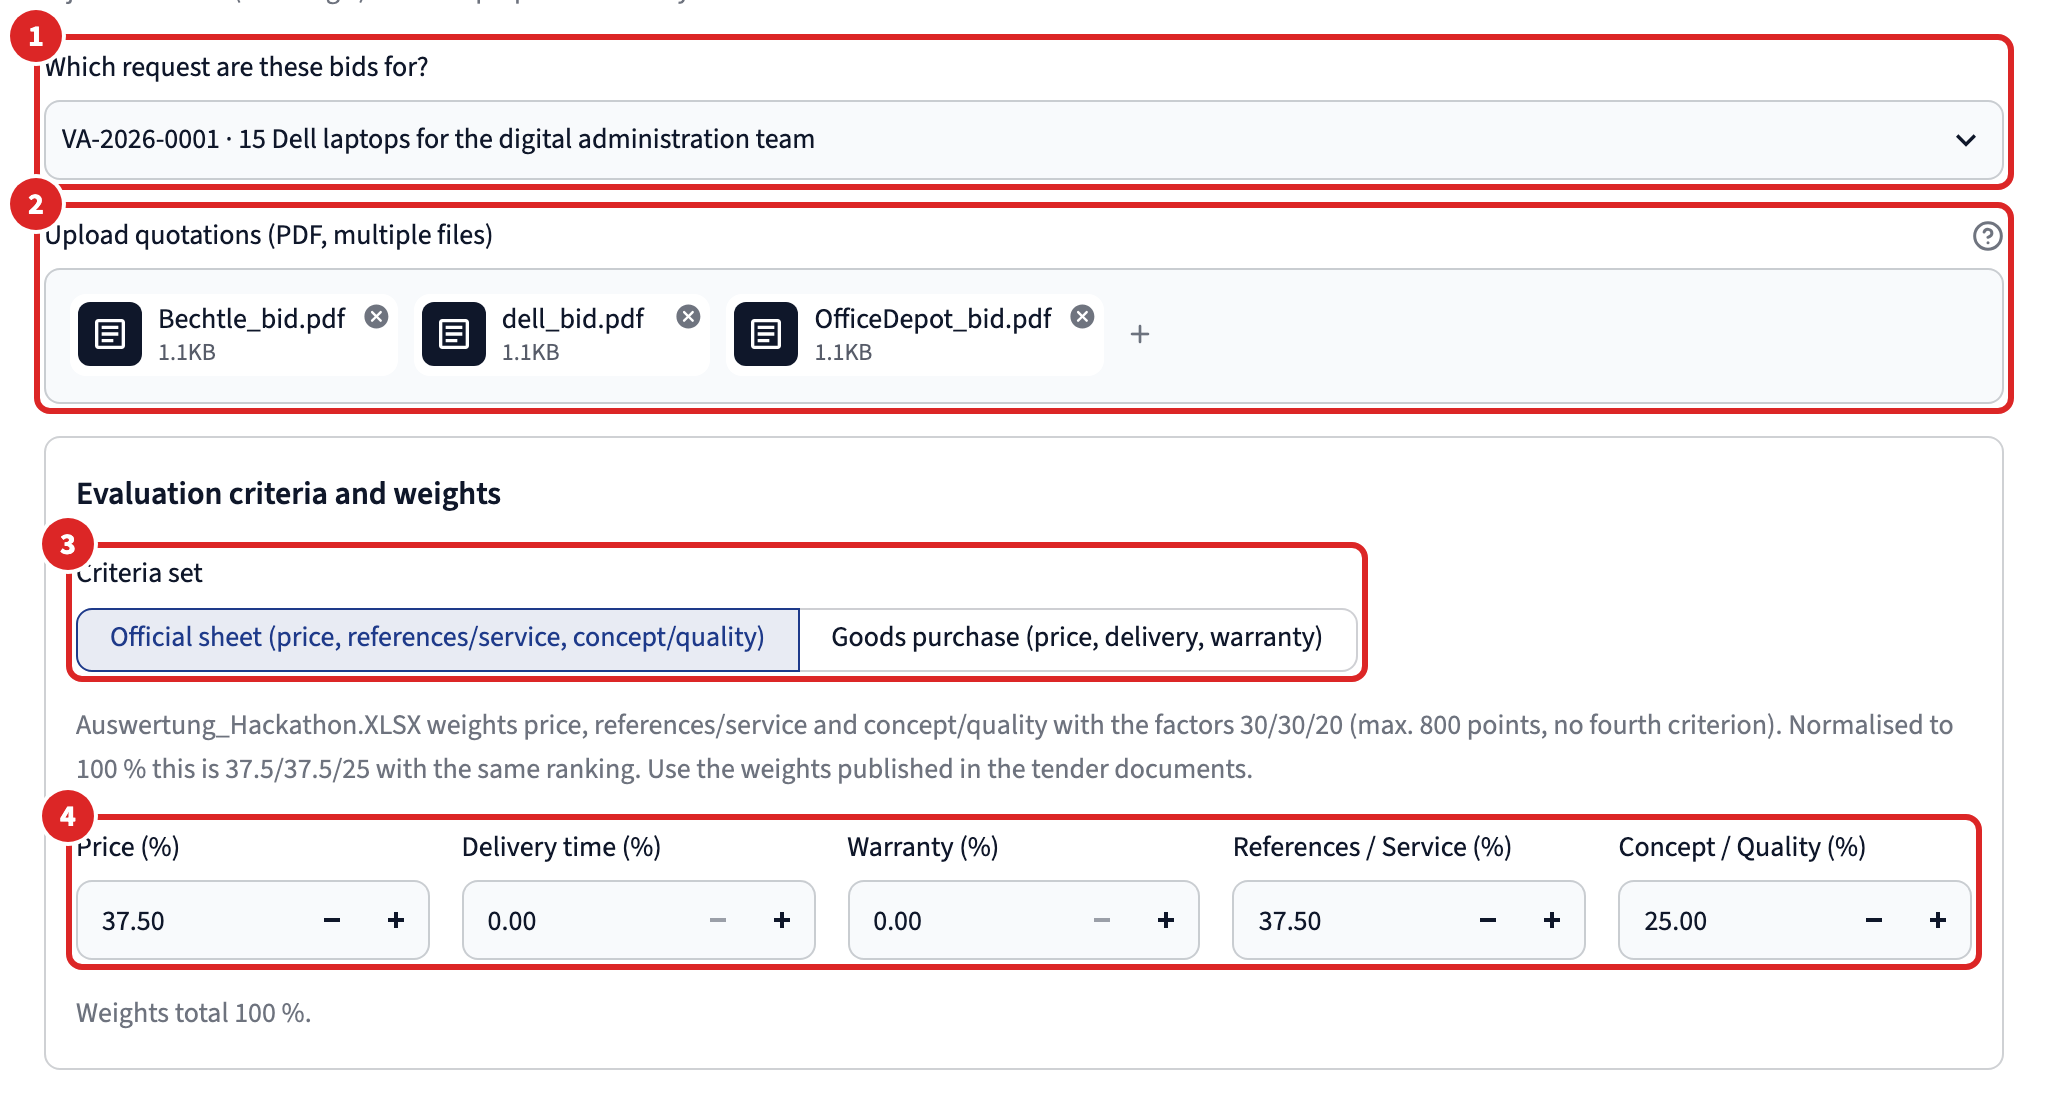 1
Which request are these bids for?
VA-2026-0001 · 15 Dell laptops for the digital administration team
2
Upload quotations (PDF, multiple files)
Bechtle_bid.pdf
1.1KB
dell_bid.pdf
1.1KB
OfficeDepot_bid.pdf
1.1KB
Evaluation criteria and weights
3
Criteria set
Official sheet (price, references/service, concept/quality)
Goods purchase (price, delivery, warranty)
Auswertung_Hackathon.XLSX weights price, references/service and concept/quality with the factors 30/30/20 (max. 800 points, no fourth criterion). Normalised to
100 % this is 37.5/37.5/25 with the same ranking. Use the weights published in the tender documents.
4
Price (%)
Delivery time (%)
Warranty (%)
References / Service (%)
Concept / Quality (%)
37.50
0.00
0.00
37.50
25.00
Weights total 100 %.